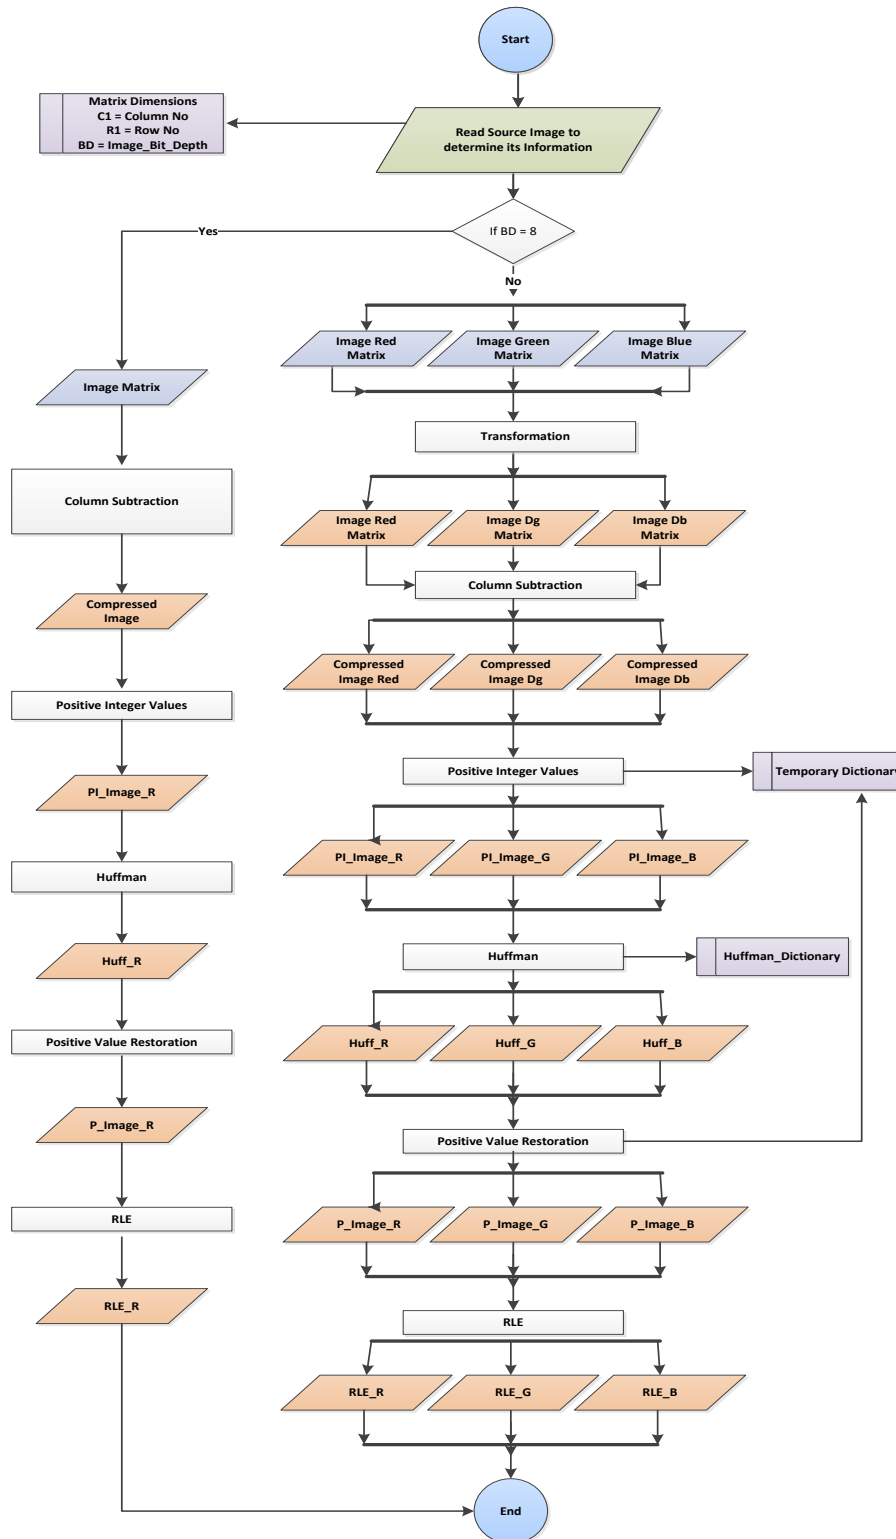 Start
Matrix Dimensions
C1 = Column No
R1 = Row No
BD = Image_Bit_Depth
Read Source Image to
determine its Information
If BD = 8
Yes
No
Image Red
Matrix
Image Green
Matrix
Image Blue
Matrix
Image Matrix
Transformation
Column Subtraction
Image Red
Matrix
Image Dg
Matrix
Image Db
Matrix
Column Subtraction
Compressed
Image
Compressed
Image Red
Compressed
Image Dg
Compressed
Image Db
Positive Integer Values
Positive Integer Values
Temporary Dictionary
PI_Image_R
PI_Image_R
PI_Image_G
PI_Image_B
Huffman
Huffman
Huffman_Dictionary
Huff_R
Huff_R
Huff_G
Huff_B
Positive Value Restoration
Positive Value Restoration
P_Image_R
P_Image_R
P_Image_G
P_Image_B
RLE
RLE
RLE_R
RLE_R
RLE_G
RLE_B
End